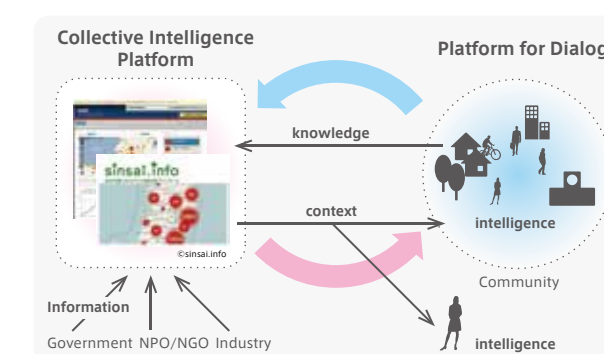 Collective Intelligence
Platform
Platform for Dialog
knowledge
sinsai.info
context
intelligence
©sinsai.info
Community
Information
Government NPO/NGO Industry
intelligence